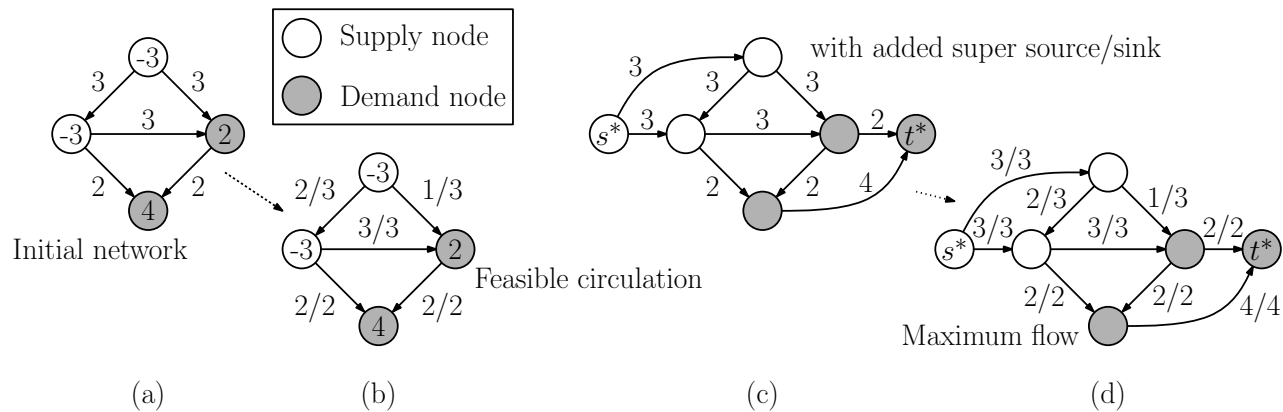 Supply node
Demand node
-3
3
3
-3
3
2
2
2
4
Initial network
-3
2/3
1/3
-3
3/3
2
2/2
2/2
4
Feasible circulation
with added super source/sink
3
3
3
s*
3
3
2
t*
2
2
4
3/3
2/3
1/3
s*
3/3
3/3
2/2
t*
2/2
2/2
4/4
Maximum flow
(a)
(b)
(c)
(d)